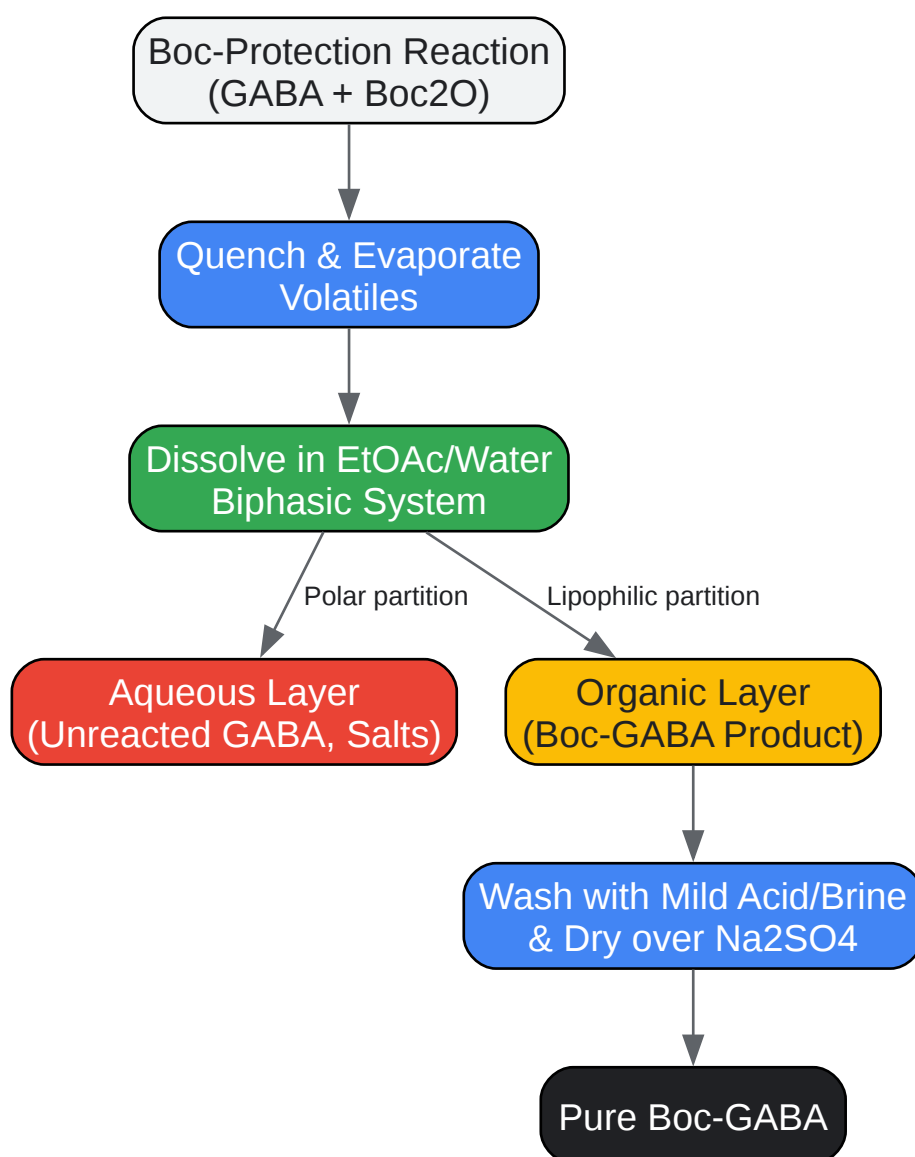 Boc-Protection Reaction
(GABA + Boc2O)
Quench & Evaporate
Volatiles
Dissolve in EtOAc/Water
Biphasic System
Polar partition
Lipophilic partition
Aqueous Layer
(Unreacted GABA, Salts)
Organic Layer
(Boc-GABA Product)
Wash with Mild Acid/Brine
& Dry over Na2SO4
Pure Boc-GABA